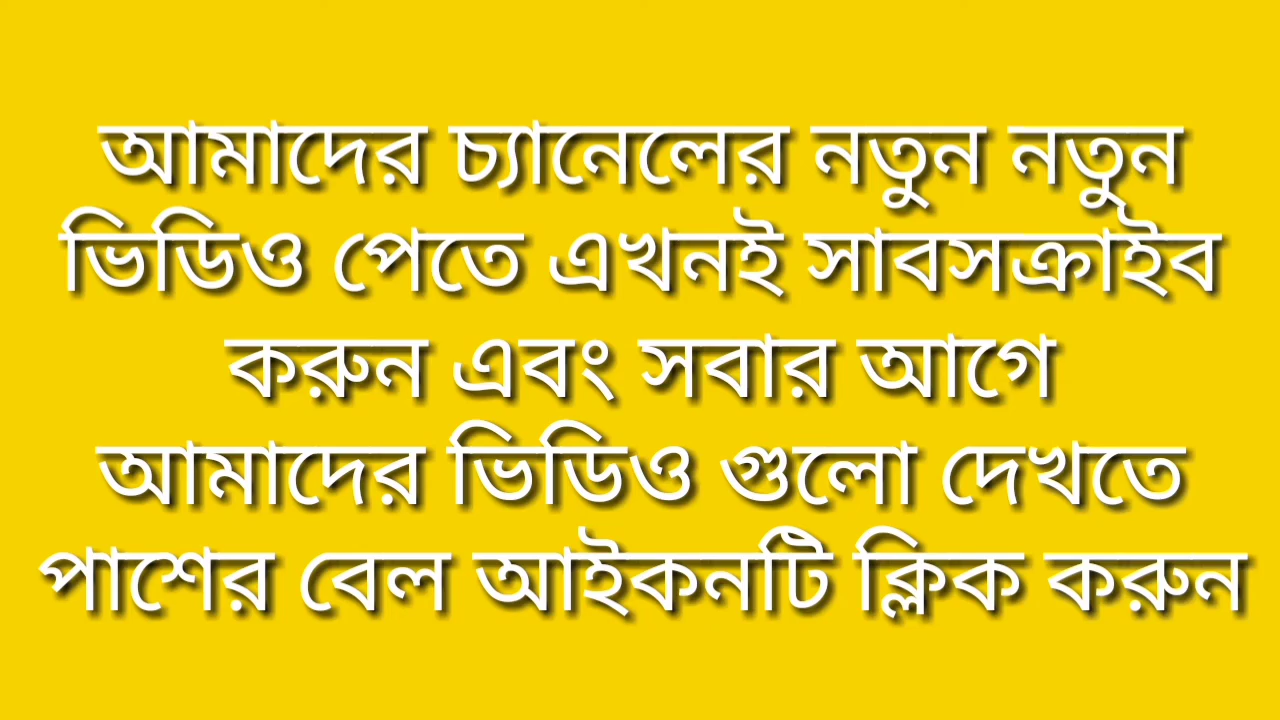 আমাদের চ্যানেলের নতুন নতুন
ভিডিও পেতে এখনই সাবসক্রাইব
করুন এবং সবার আগে
আমাদের ভিডিও গুলো দেখতে
পাশের বেল আইকনটি ক্লিক করুন